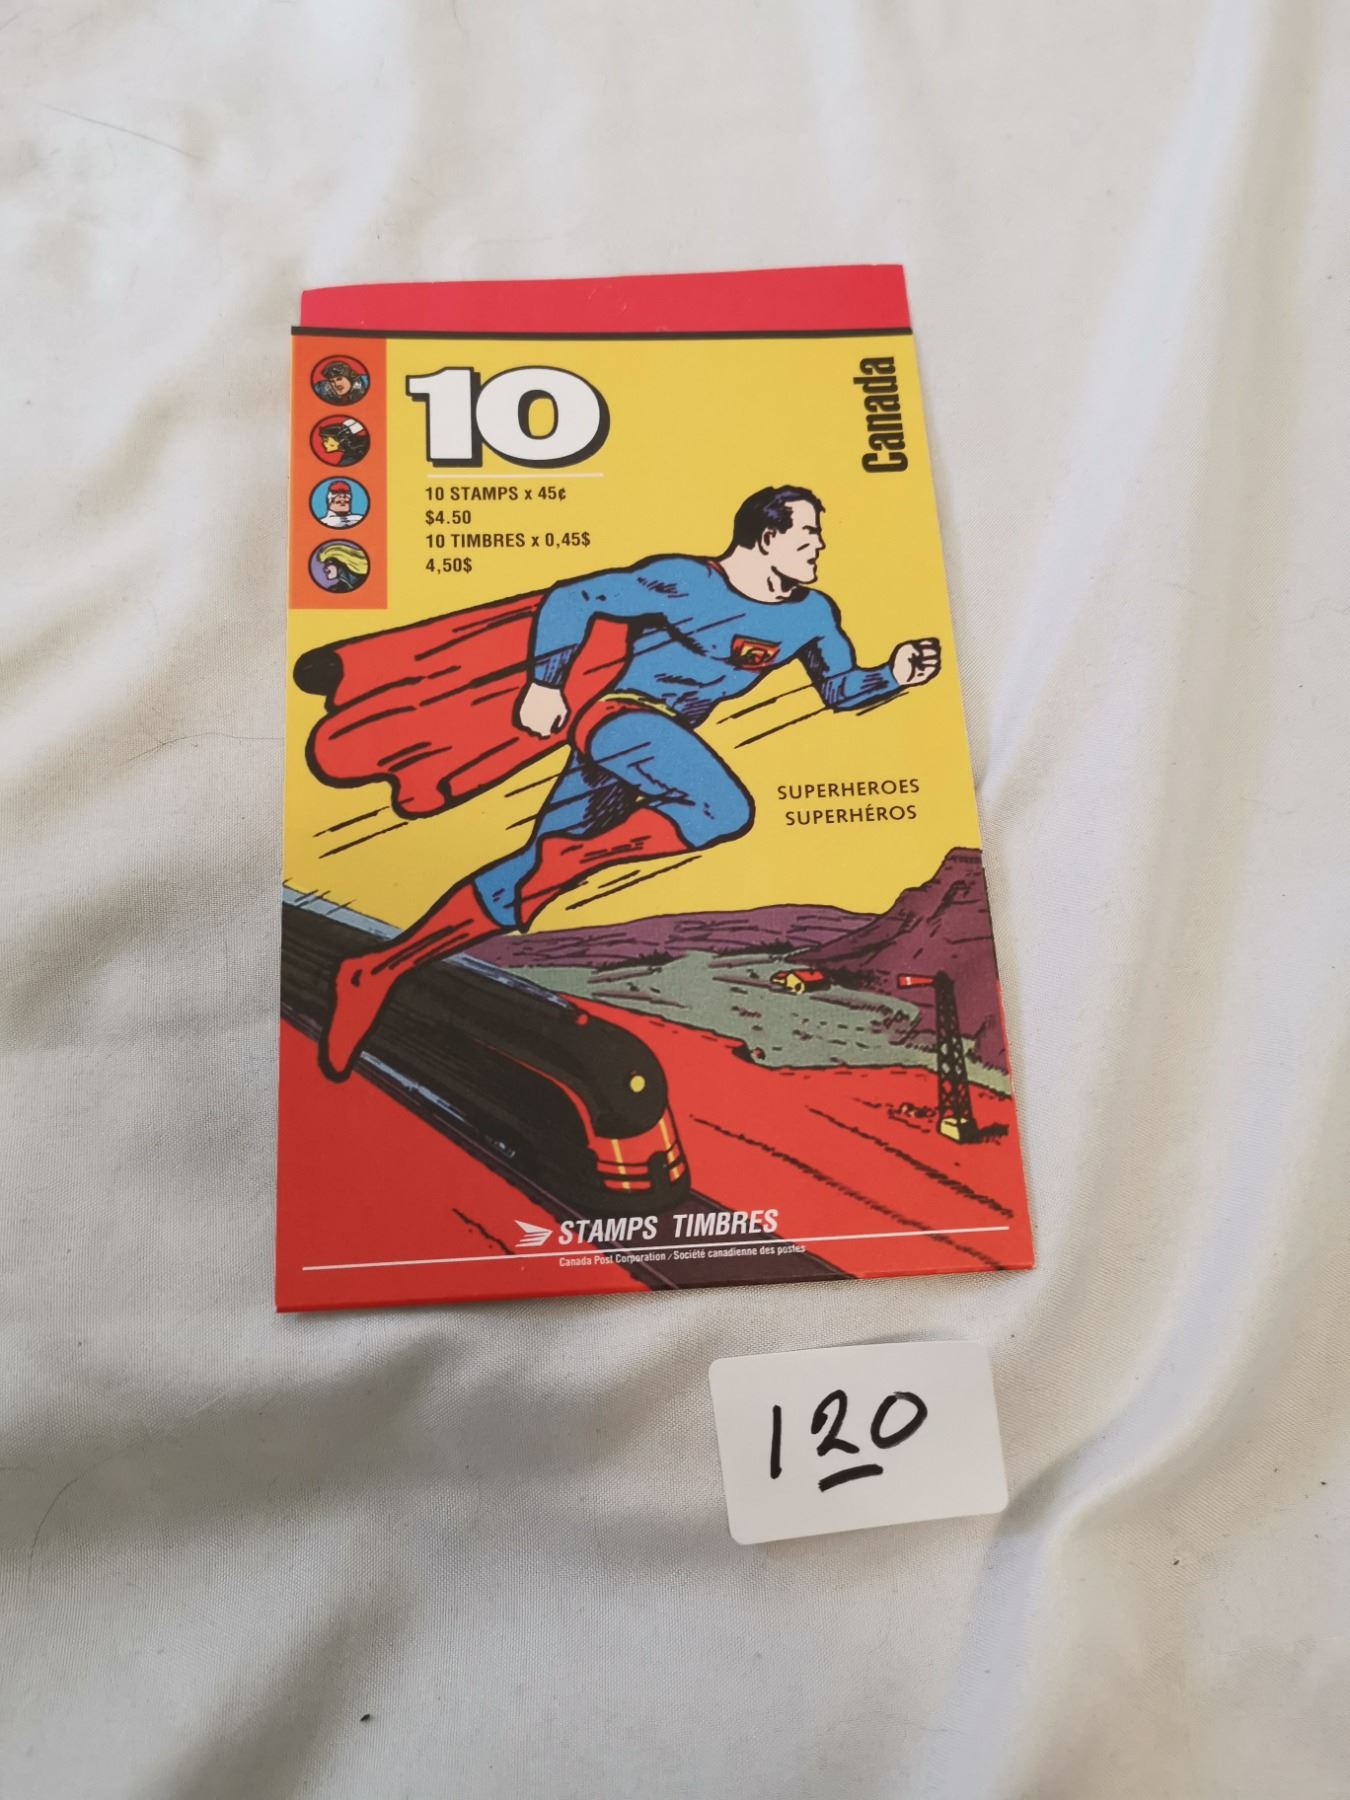 10
Canada
10 STAMPS x 45¢
$4.50
10 TIMBRES x 0,45$
4,50$
SUPERHEROES
SUPERHÉROS
STAMPS TIMBRES
Canada Post Corporation / Société canadienne des postes
120